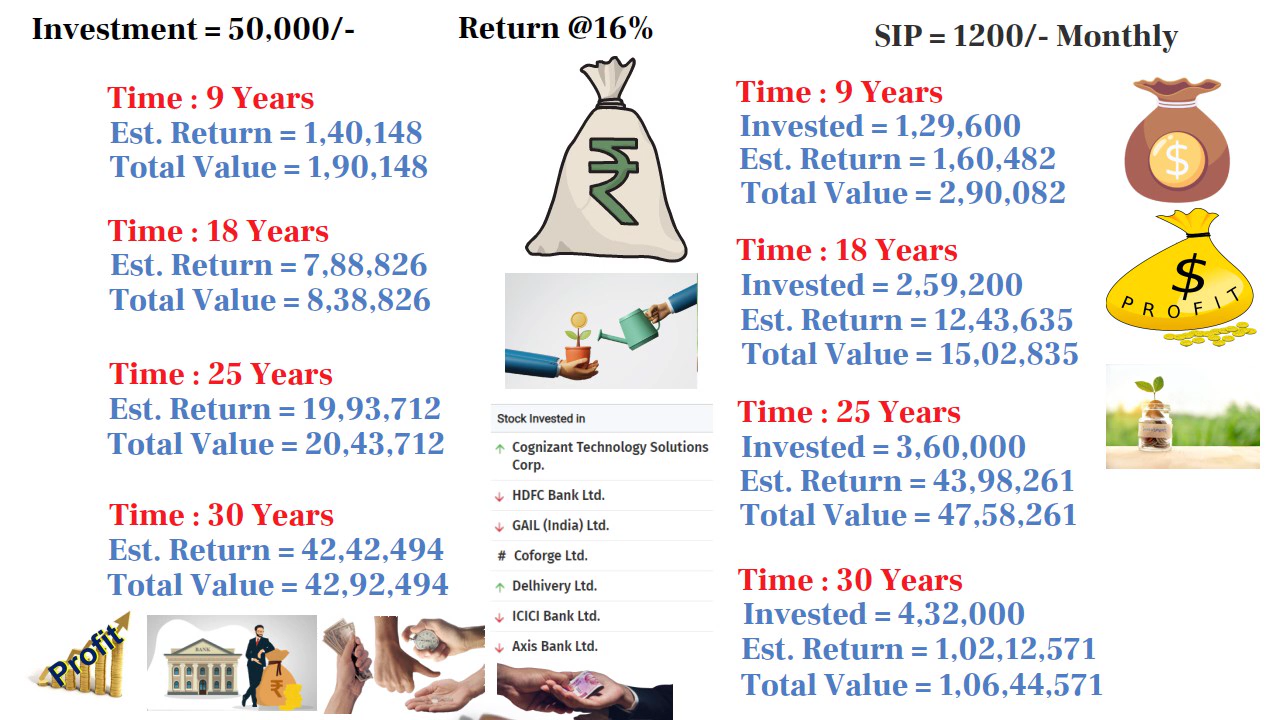 Investment = 50,000/-
Return @16%
SIP = 1200/- Monthly
Time : 9 Years
Est. Return = 1,40,148
Total Value = 1,90,148
Time : 18 Years
Est. Return = 7,88,826
Total Value = 8,38,826
Time : 25 Years
Est. Return = 19,93,712
Total Value = 20,43,712
Time : 30 Years
Est. Return = 42,42,494
Total Value = 42,92,494
Profit
BANK
₹
₹
Stock Invested in
Cognizant Technology Solutions
Corp.
HDFC Bank Ltd.
GAIL (India) Ltd.
# Coforge Ltd.
Delhivery Ltd.
ICICI Bank Ltd.
Axis Bank Ltd.
Time : 9 Years
Invested = 1,29,600
Est. Return = 1,60,482
Total Value = 2,90,082
Time : 18 Years
Invested = 2,59,200
Est. Return = 12,43,635
Total Value = 15,02,835
Time : 25 Years
Invested = 3,60,000
Est. Return = 43,98,261
Total Value = 47,58,261
Time : 30 Years
Invested = 4,32,000
Est. Return = 1,02,12,571
Total Value = 1,06,44,571
$
$
PROFIT